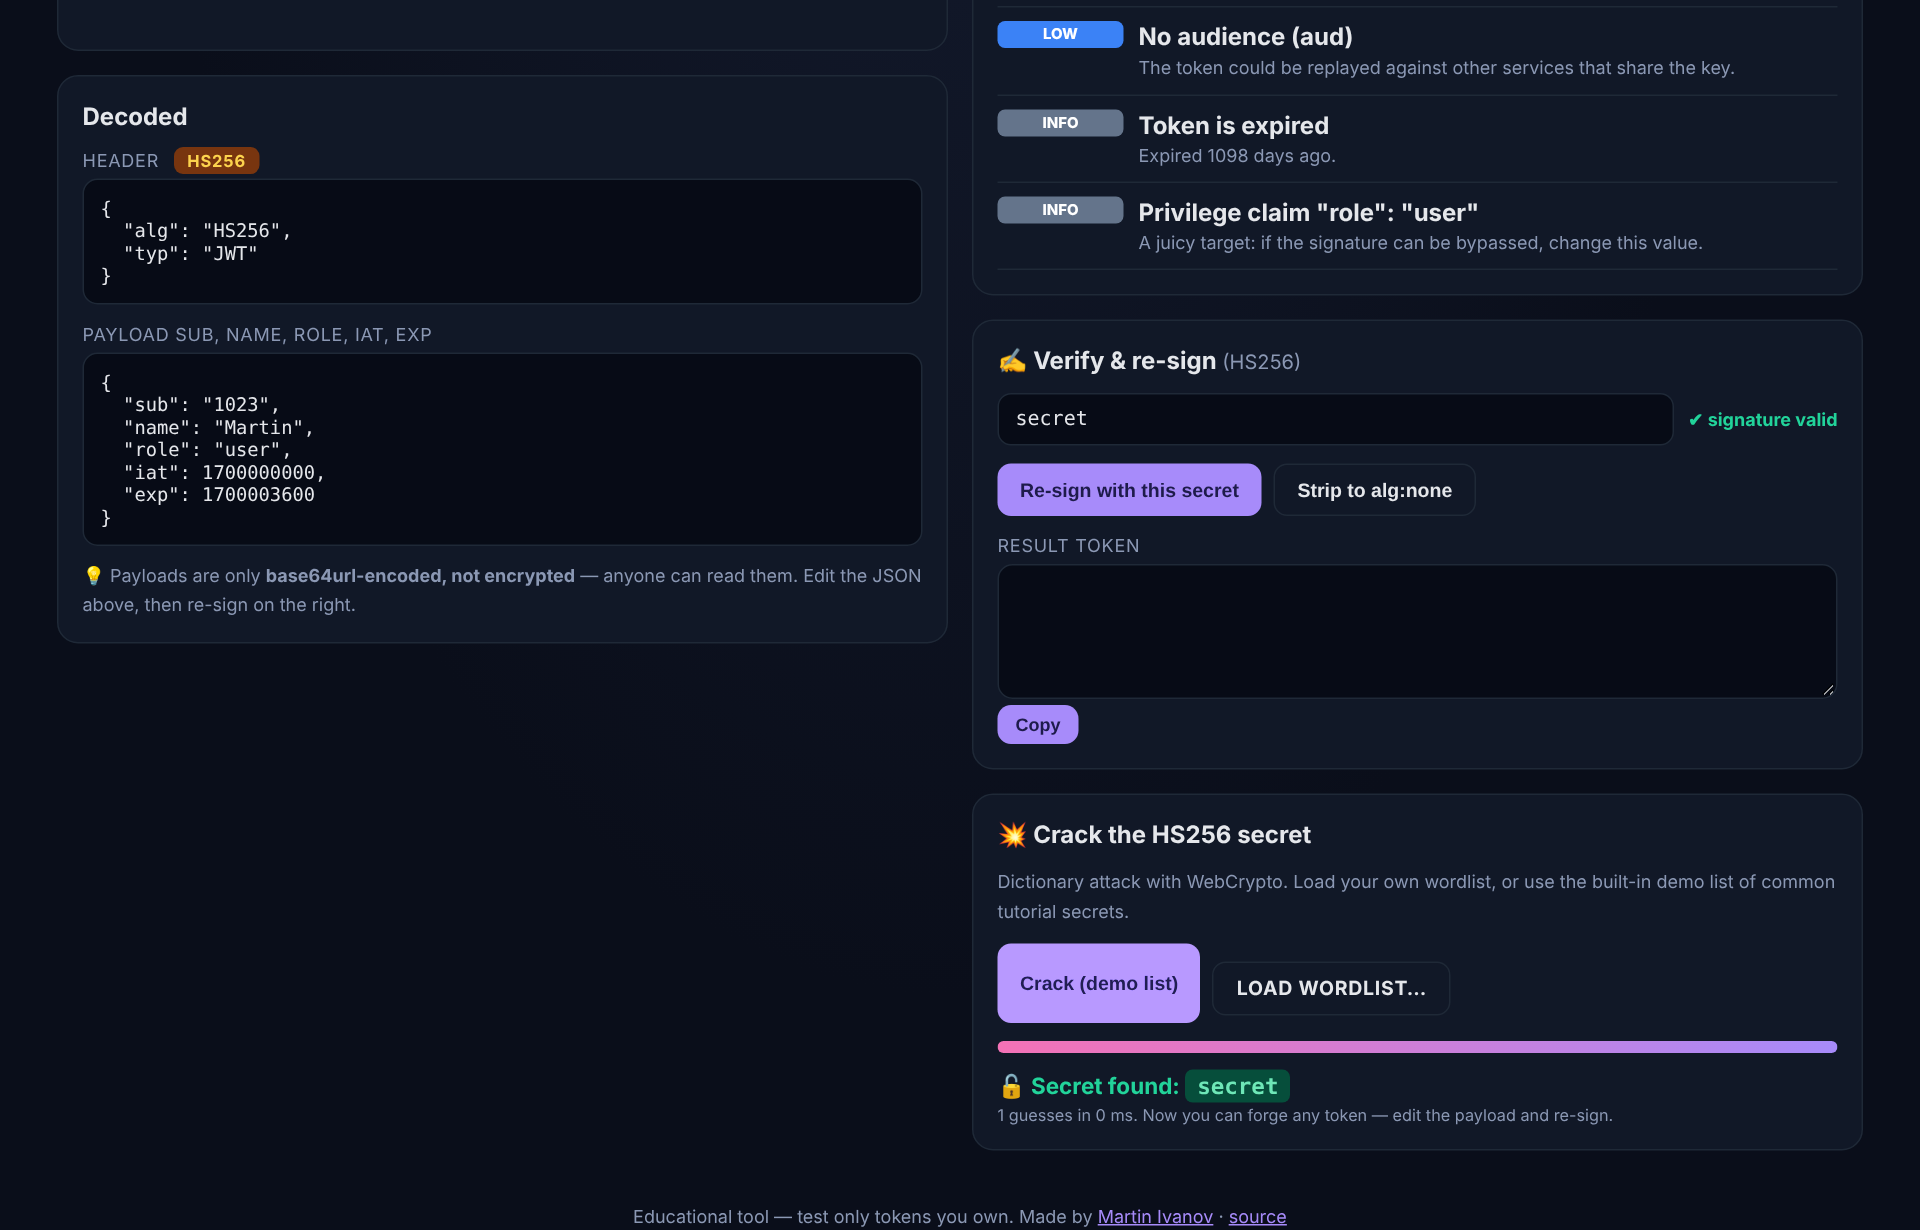 Decoded
HEADER HS256
{
  "alg": "HS256",
  "typ": "JWT"
}
PAYLOAD SUB, NAME, ROLE, IAT, EXP
{
  "sub": "1023",
  "name": "Martin",
  "role": "user",
  "iat": 1700000000,
  "exp": 1700003600
}
💡 Payloads are only base64url-encoded, not encrypted — anyone can read them. Edit the JSON
above, then re-sign on the right.
LOW No audience (aud)
The token could be replayed against other services that share the key.
INFO Token is expired
Expired 1098 days ago.
INFO Privilege claim "role": "user"
A juicy target: if the signature can be bypassed, change this value.
✍️ Verify & re-sign (HS256)
secret ✔ signature valid
Re-sign with this secret Strip to alg:none
RESULT TOKEN
Copy
💥 Crack the HS256 secret
Dictionary attack with WebCrypto. Load your own wordlist, or use the built-in demo list of common
tutorial secrets.
Crack (demo list) LOAD WORDLIST...
🔓 Secret found: secret
1 guesses in 0 ms. Now you can forge any token — edit the payload and re-sign.
Educational tool — test only tokens you own. Made by Martin Ivanov · source